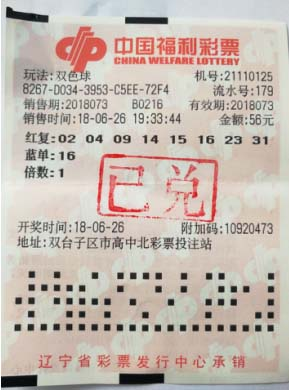 中国福利彩票
CHINA WELFARE LOTTERY
玩法:双色球 机号:21110125
8267-D034-3953-C5EE-72F4 流水号:179
销售期:2018073 B0216 有效期:2018073
销售时间:18-06-26 19:33:44 金额:56元
红复:02 04 09 14 15 16 23 31
蓝单:16
倍数:1
已兑
开奖时间:18-06-26 附加码:10920473
地址:双台子区市高中北彩票投注站
辽宁省彩票发行中心承销